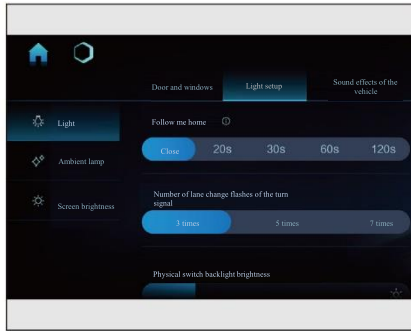 Door and windows
Light setup
Sound effects of the
vehicle
Light
Ambient lamp
Screen brightness
Follow me home
Close 20s 30s 60s 120s
Number of lane change flashes of the turn
signal
3 times 5 times 7 times
Physical switch backlight brightness